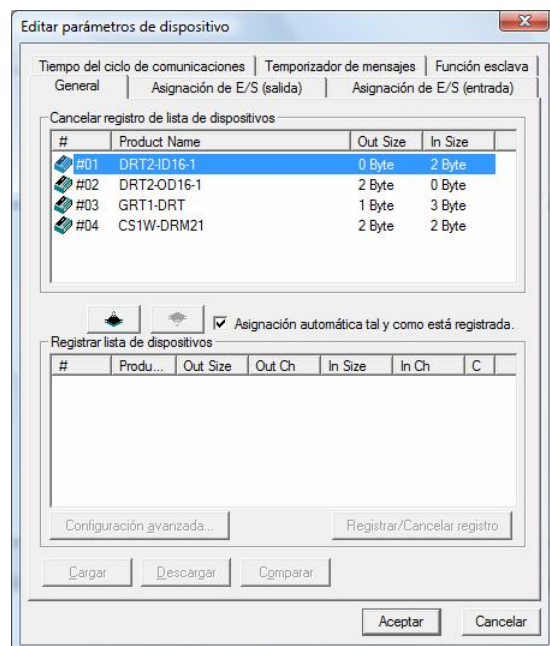 Editar parámetros de dispositivo
Tiempo del ciclo de comunicaciones Temporizador de mensajes Función esclava
General Asignación de E/S (salida) Asignación de E/S (entrada)
Cancelar registro de lista de dispositivos
# Product Name Out Size In Size
#01 DRT2-ID16-1 0 Byte 2 Byte
#02 DRT2-OD16-1 2 Byte 0 Byte
#03 GRT1-DRT 1 Byte 3 Byte
#04 CS1W-DRM21 2 Byte 2 Byte
Asignación automática tal y como está registrada.
Registrar lista de dispositivos
# Produ... Out Size Out Ch In Size In Ch C
Configuración avanzada... Registrar/Cancelar registro
Cargar Descargar Comparar
Aceptar Cancelar